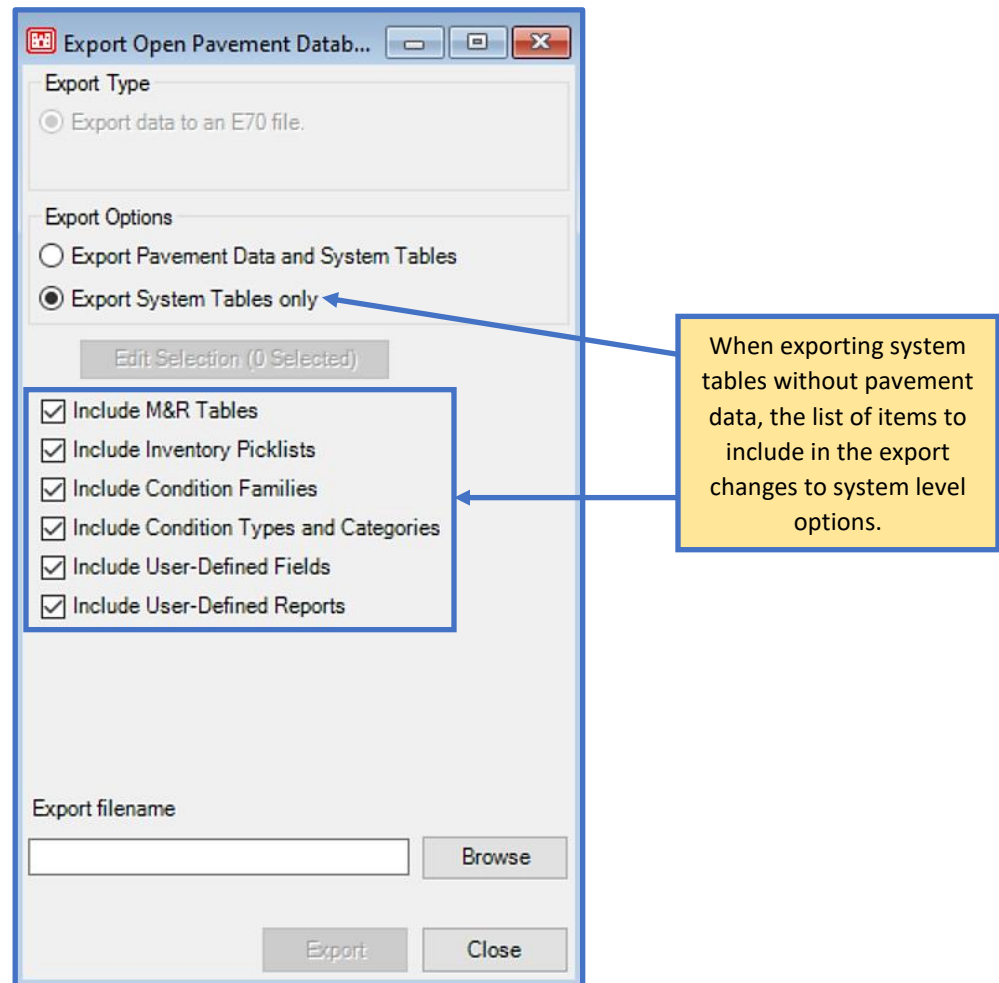 Export Open Pavement Datab...
Export Type
Export data to an E70 file.
Export Options
Export Pavement Data and System Tables
Export System Tables only
Edit Selection (0 Selected)
Include M&R Tables
Include Inventory Picklists
Include Condition Families
Include Condition Types and Categories
Include User-Defined Fields
Include User-Defined Reports
When exporting system
tables without pavement
data, the list of items to
include in the export
changes to system level
options.
Export filename
Browse
Export
Close